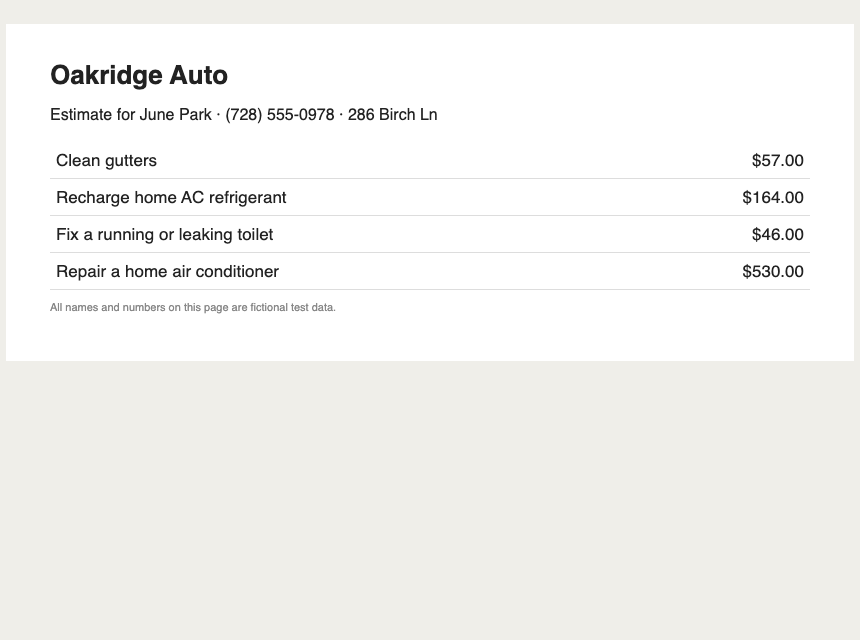 Oakridge Auto
Estimate for June Park · (728) 555-0978 · 286 Birch Ln
Clean gutters $57.00
Recharge home AC refrigerant $164.00
Fix a running or leaking toilet $46.00
Repair a home air conditioner $530.00
All names and numbers on this page are fictional test data.